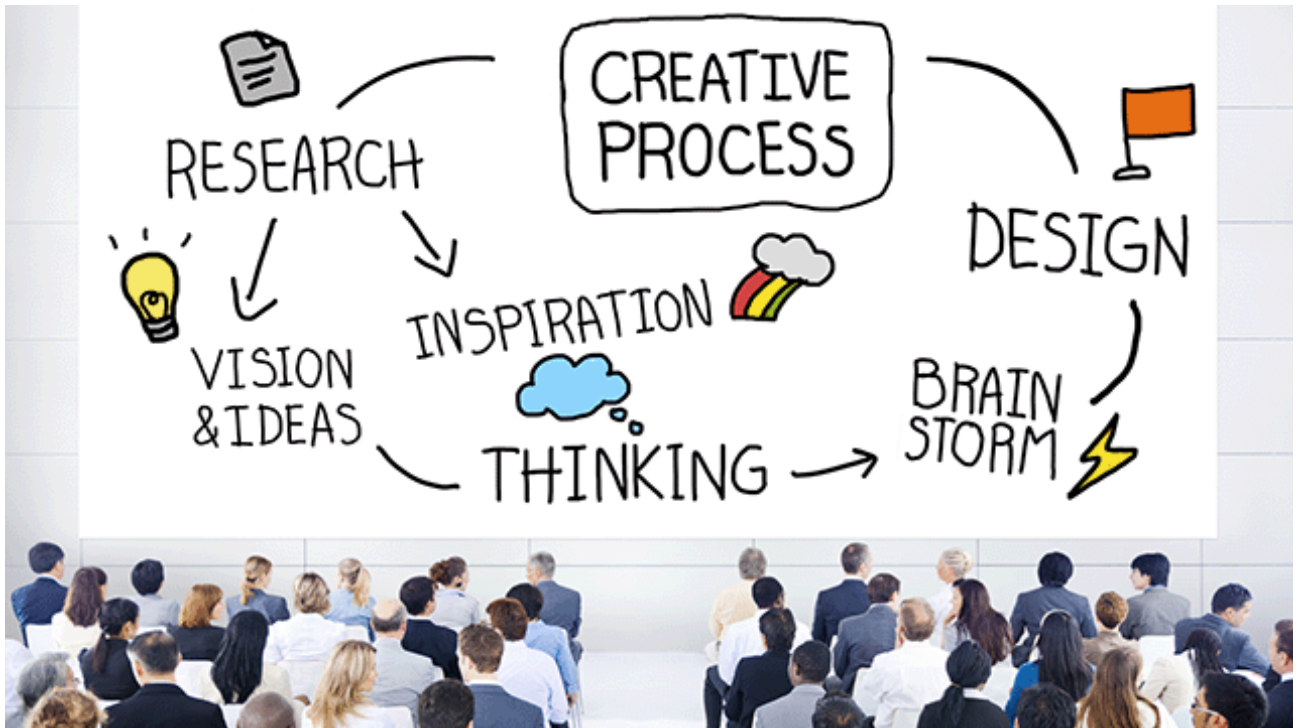 CREATIVE
PROCESS
RESEARCH
DESIGN
INSPIRATION
VISION
& IDEAS
BRAIN
STORM
THINKING